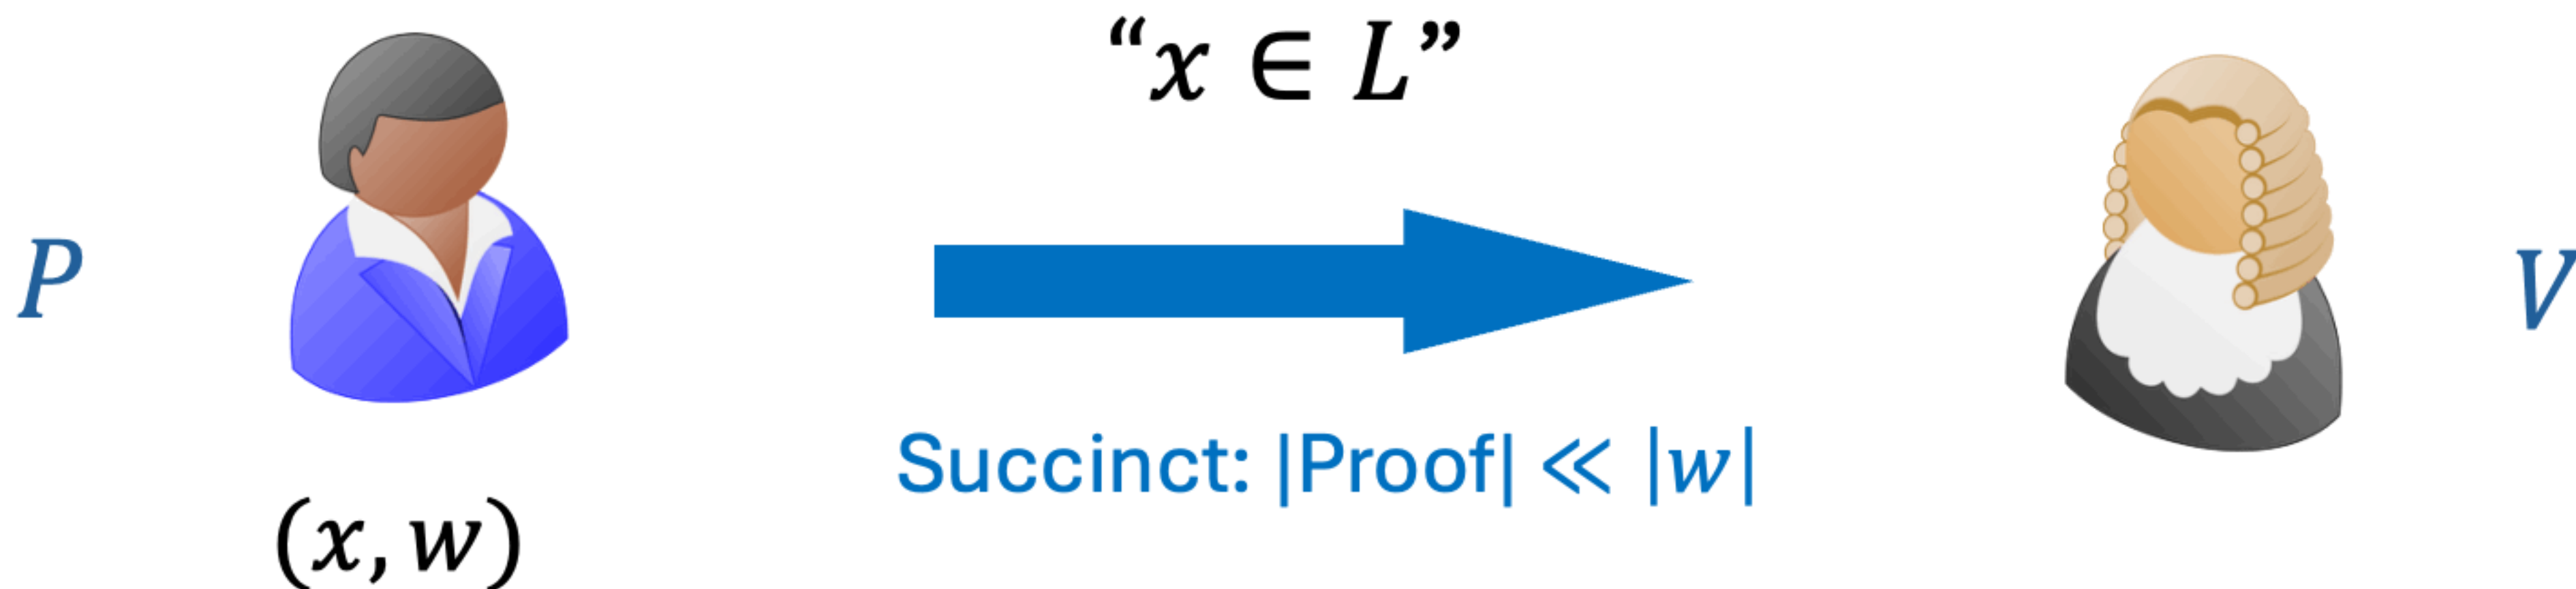 “x ∈ L”
P
V
Succinct: |Proof| ≪ |w|
(x, w)